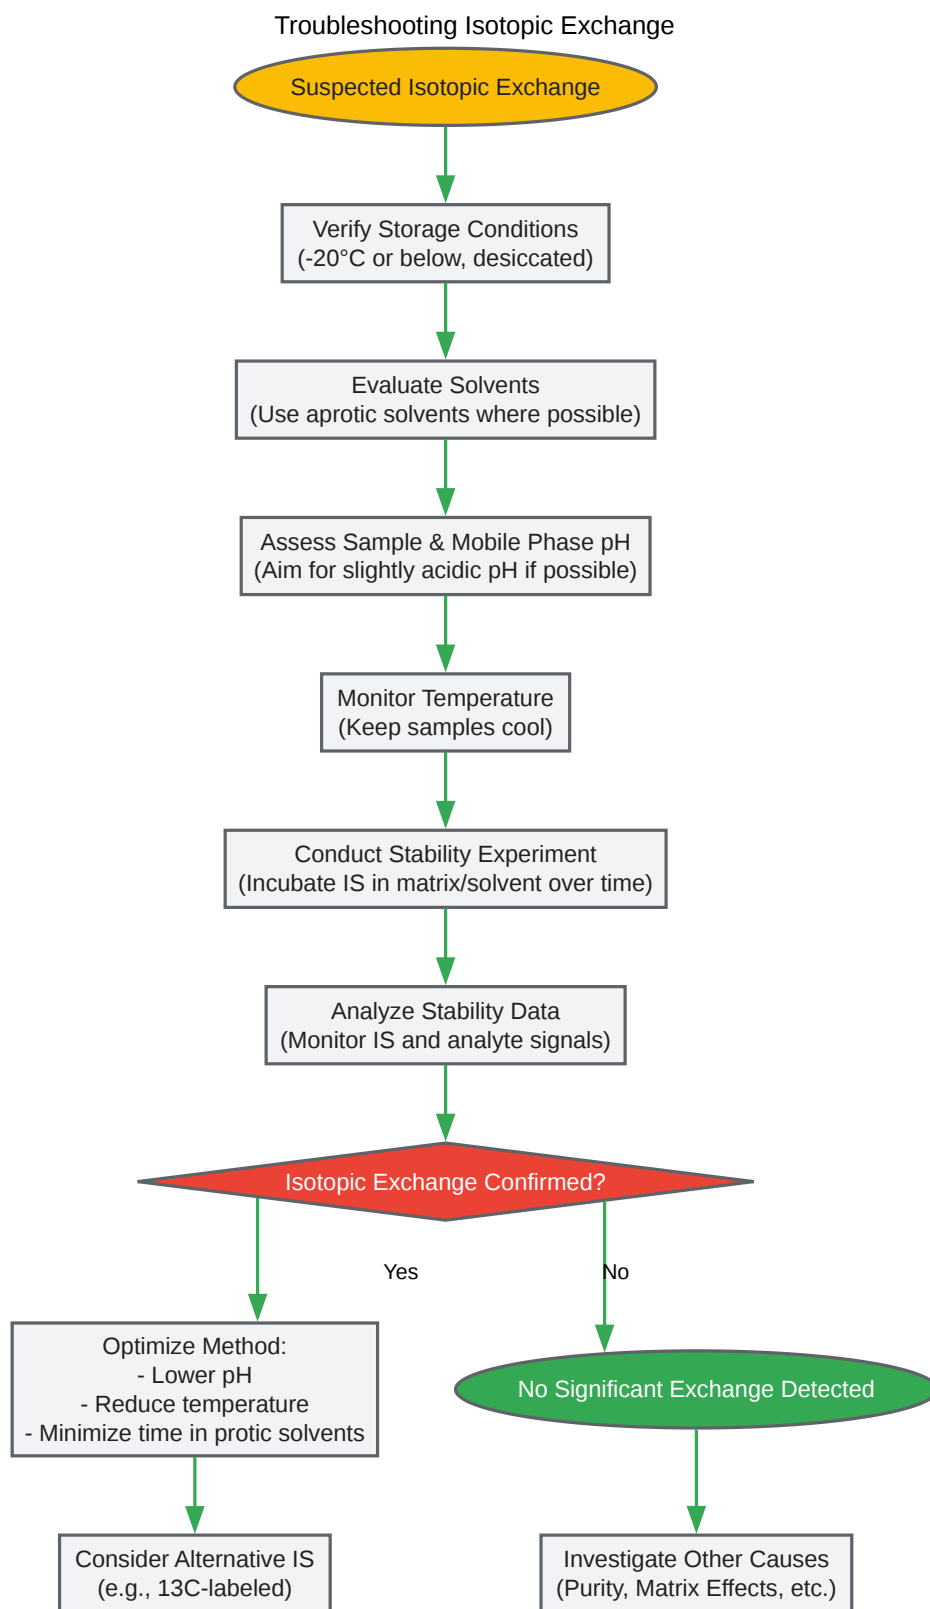 Troubleshooting Isotopic Exchange
Suspected Isotopic Exchange
Verify Storage Conditions
(-20°C or below, desiccated)
Evaluate Solvents
(Use aprotic solvents where possible)
Assess Sample & Mobile Phase pH
(Aim for slightly acidic pH if possible)
Monitor Temperature
(Keep samples cool)
Conduct Stability Experiment
(Incubate IS in matrix/solvent over time)
Analyze Stability Data
(Monitor IS and analyte signals)
Isotopic Exchange Confirmed?
Yes
No
Optimize Method:
- Lower pH
- Reduce temperature
- Minimize time in protic solvents
No Significant Exchange Detected
Consider Alternative IS
(e.g., 13C-labeled)
Investigate Other Causes
(Purity, Matrix Effects, etc.)